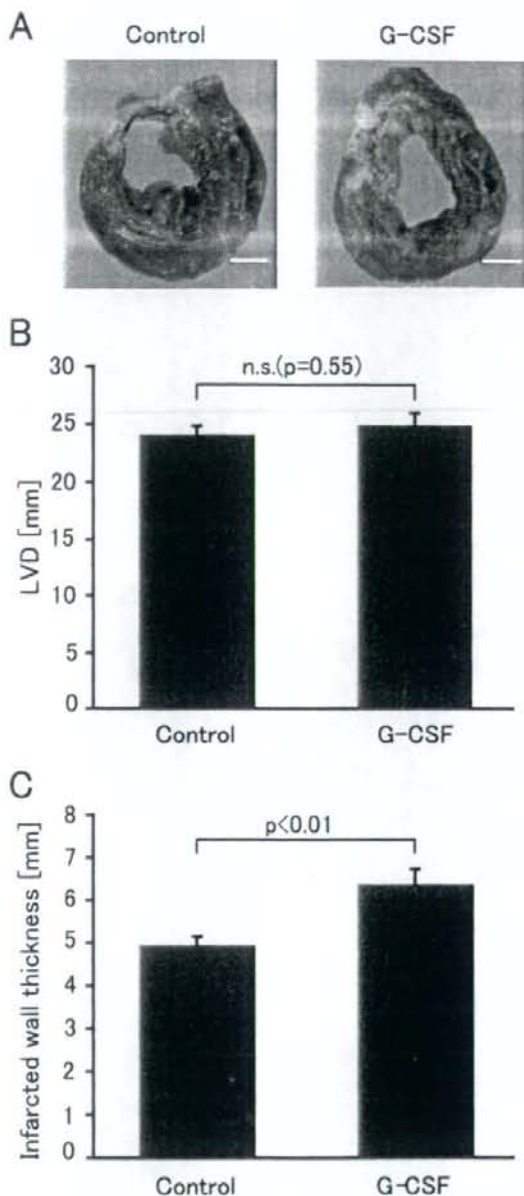 A
Control G-CSF
B
30
25
20
15
10
5
0
LVD [mm]
n.s.(p=0.55)
Control G-CSF
C
8
7
6
5
4
3
2
1
0
Infarcted wall thickness [mm]
p<0.01
Control G-CSF